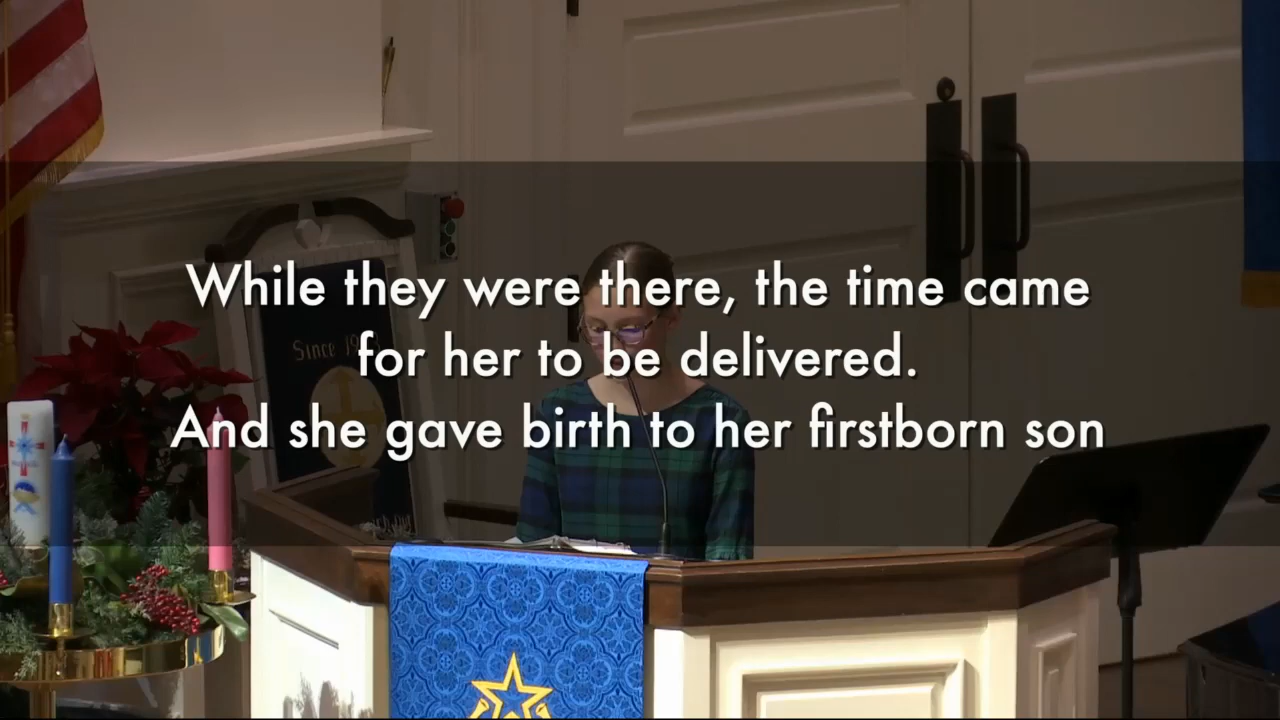 While they were there, the time came
for her to be delivered.
And she gave birth to her firstborn son
Since